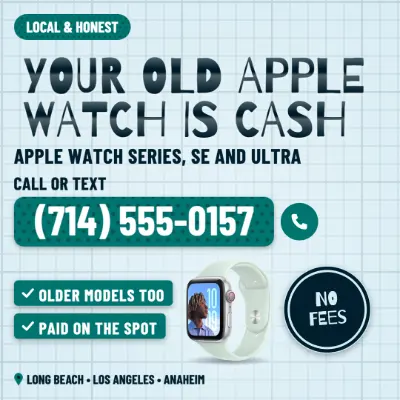 LOCAL & HONEST
YOUR OLD APPLE
WATCH IS CASH
APPLE WATCH SERIES, SE AND ULTRA
CALL OR TEXT
(714) 555-0157
OLDER MODELS TOO
PAID ON THE SPOT
NO
FEES
LONG BEACH • LOS ANGELES • ANAHEIM